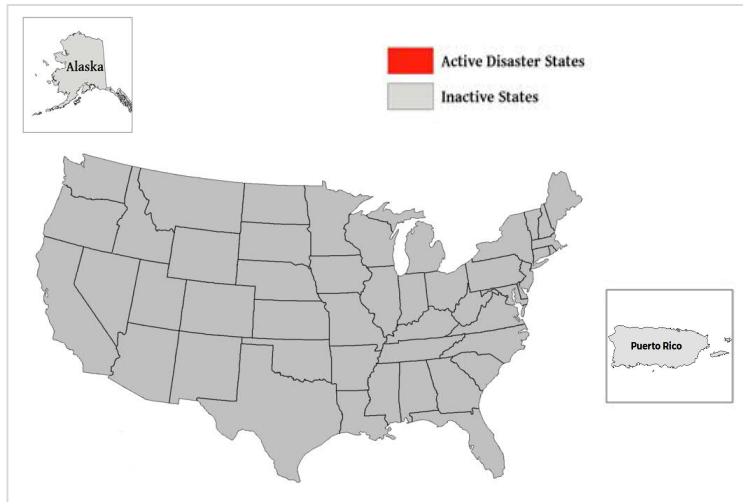 Alaska
Active Disaster States
Inactive States
Puerto Rico